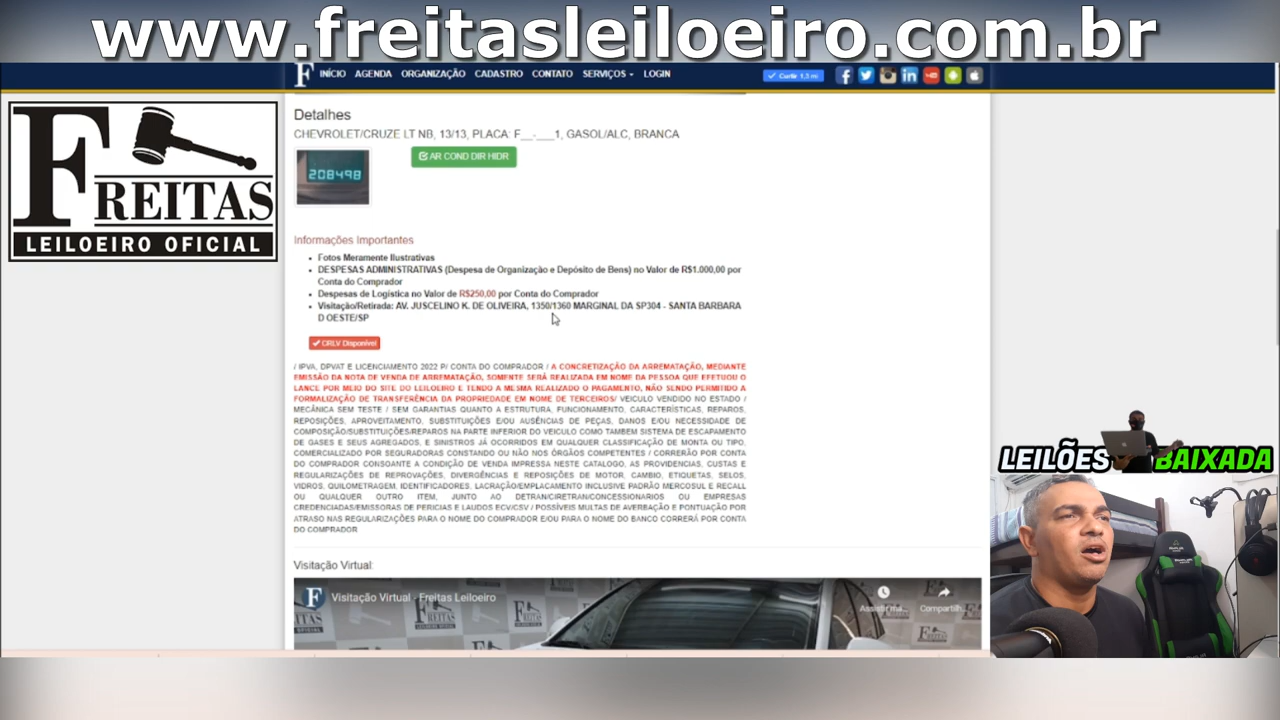 www.freitasleiloeiro.com.br
INÍCIO AGENDA ORGANIZAÇÃO CADASTRO CONTATO SERVIÇOS LOGIN
Curtir 1,3 mi
FREITAS
LEILOEIRO OFICIAL
Detalhes
CHEVROLET/CRUZE LT NB, 13/13, PLACA: F__-___1, GASOL/ALC, BRANCA
208498
AR COND DIR HIDR
Informações Importantes
Fotos Meramente Ilustrativas
DESPESAS ADMINISTRATIVAS (Despesa de Organização e Depósito de Bens) no Valor de R$1.000,00 por
Conta do Comprador
Despesas de Logística no Valor de R$250,00 por Conta do Comprador
Visitação/Retirada: AV. JUSCELINO K. DE OLIVEIRA, 1350/1360 MARGINAL DA SP304 - SANTA BARBARA
D OESTE/SP
CRLV Disponível
/ IPVA, DPVAT E LICENCIAMENTO 2022 P/ CONTA DO COMPRADOR / A CONCRETIZAÇÃO DA ARREMATAÇÃO, MEDIANTE
EMISSÃO DA NOTA DE VENDA DE ARREMATAÇÃO, SOMENTE SERÁ REALIZADA EM NOME DA PESSOA QUE EFETUOU O
LANCE POR MEIO DO SITE DO LEILOEIRO E TENDO A MESMA REALIZADO O PAGAMENTO, NÃO SENDO PERMITIDO A
FORMALIZAÇÃO DE TRANSFERÊNCIA DA PROPRIEDADE EM NOME DE TERCEIROS/ VEICULO VENDIDO NO ESTADO /
MECÂNICA SEM TESTE / SEM GARANTIAS QUANTO A ESTRUTURA, FUNCIONAMENTO, CARACTERÍSTICAS, REPAROS,
REPOSIÇÕES, APROVEITAMENTO, SUBSTITUIÇÕES E/OU AUSÊNCIAS DE PEÇAS, DANOS E/OU NECESSIDADE DE
COMPOSIÇÃO/SUBSTITUIÇÕES/REPAROS NA PARTE INFERIOR DO VEICULO COMO TAMBEM SISTEMA DE ESCAPAMENTO
DE GASES E SEUS AGREGADOS, E SINISTROS JÁ OCORRIDOS EM QUALQUER CLASSIFICAÇÃO DE MONTA OU TIPO,
COMERCIALIZADO POR SEGURADORAS CONSTANDO OU NÃO NOS ÓRGÃOS COMPETENTES / CORRERÃO POR CONTA
DO COMPRADOR CONSOANTE A CONDIÇÃO DE VENDA IMPRESSA NESTE CATALOGO, AS PROVIDENCIAS, CUSTAS E
REGULARIZAÇÕES DE REPROVAÇÕES, DIVERGÊNCIAS E REPOSIÇÕES DE MOTOR, CAMBIO, ETIQUETAS, SELOS,
VIDROS, QUILOMETRAGEM, IDENTIFICADORES, LACRAÇÃO/EMPLACAMENTO INCLUSIVE PADRÃO MERCOSUL E RECALL
OU QUALQUER OUTRO ITEM, JUNTO AO DETRAN/CIRETRAN/CONCESSIONARIOS OU EMPRESAS
CREDENCIADAS/EMISSORAS DE PERICIAS E LAUDOS ECV/CSV / POSSÍVEIS MULTAS DE AVERBAÇÃO E PONTUAÇÃO POR
ATRASO NAS REGULARIZAÇÕES PARA O NOME DO COMPRADOR E/OU PARA O NOME DO BANCO CORRERÁ POR CONTA
DO COMPRADOR
LEILÕES BAIXADA
Visitação Virtual:
Visitação Virtual - Freitas Leiloeiro
Assistir ma... Compartilh...